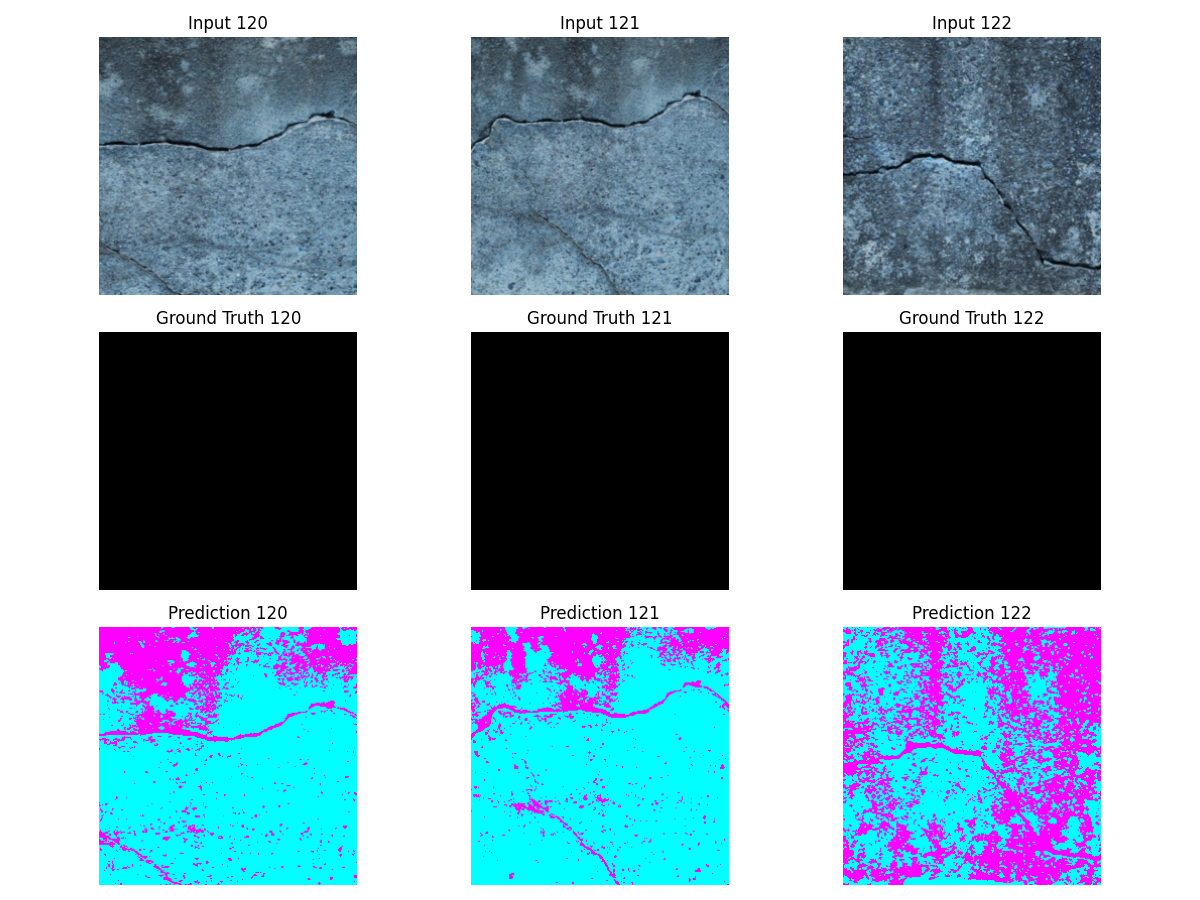 Input 120
Input 121
Input 122
Ground Truth 120
Ground Truth 121
Ground Truth 122
Prediction 120
Prediction 121
Prediction 122